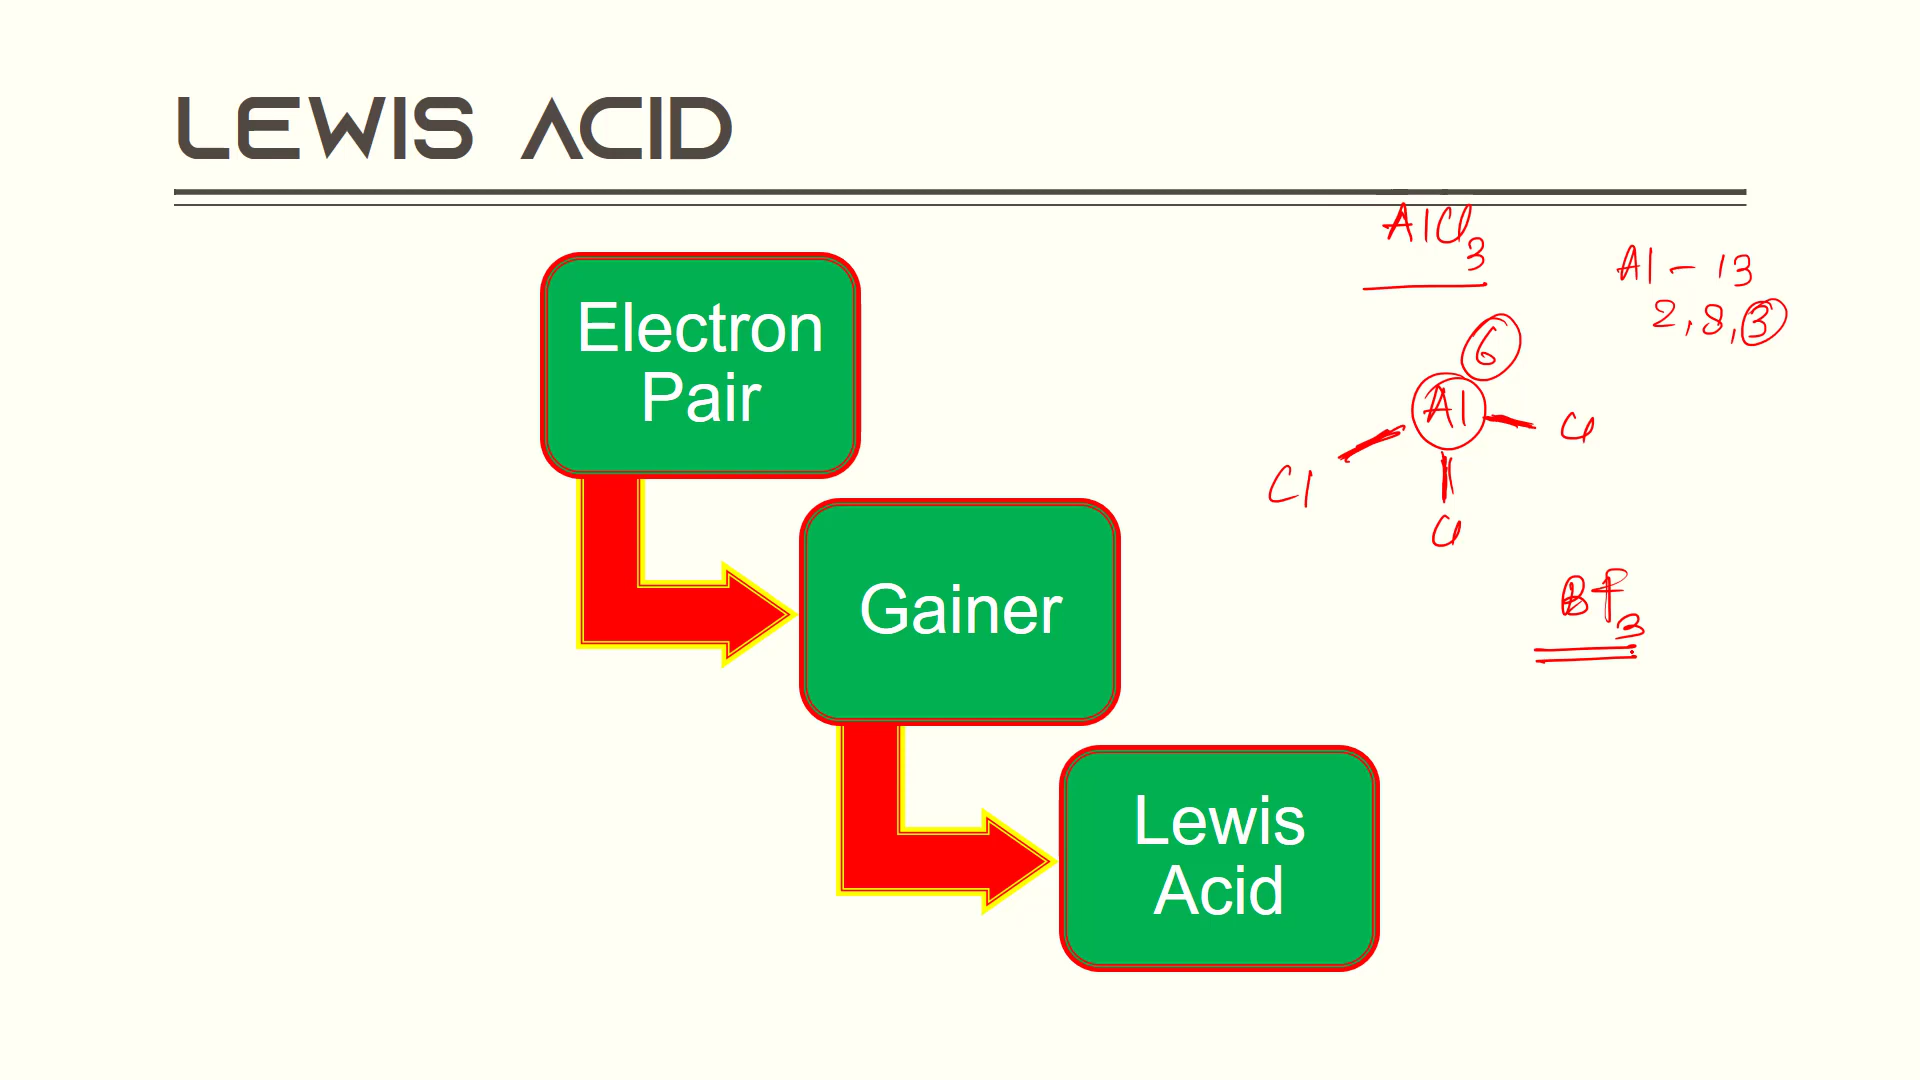 LEWIS ACID
Electron
Pair
Gainer
Lewis
Acid
AlCl3
Al - 13
2, 8, 3
6
Al
Cl
Cl
Cl
BF3